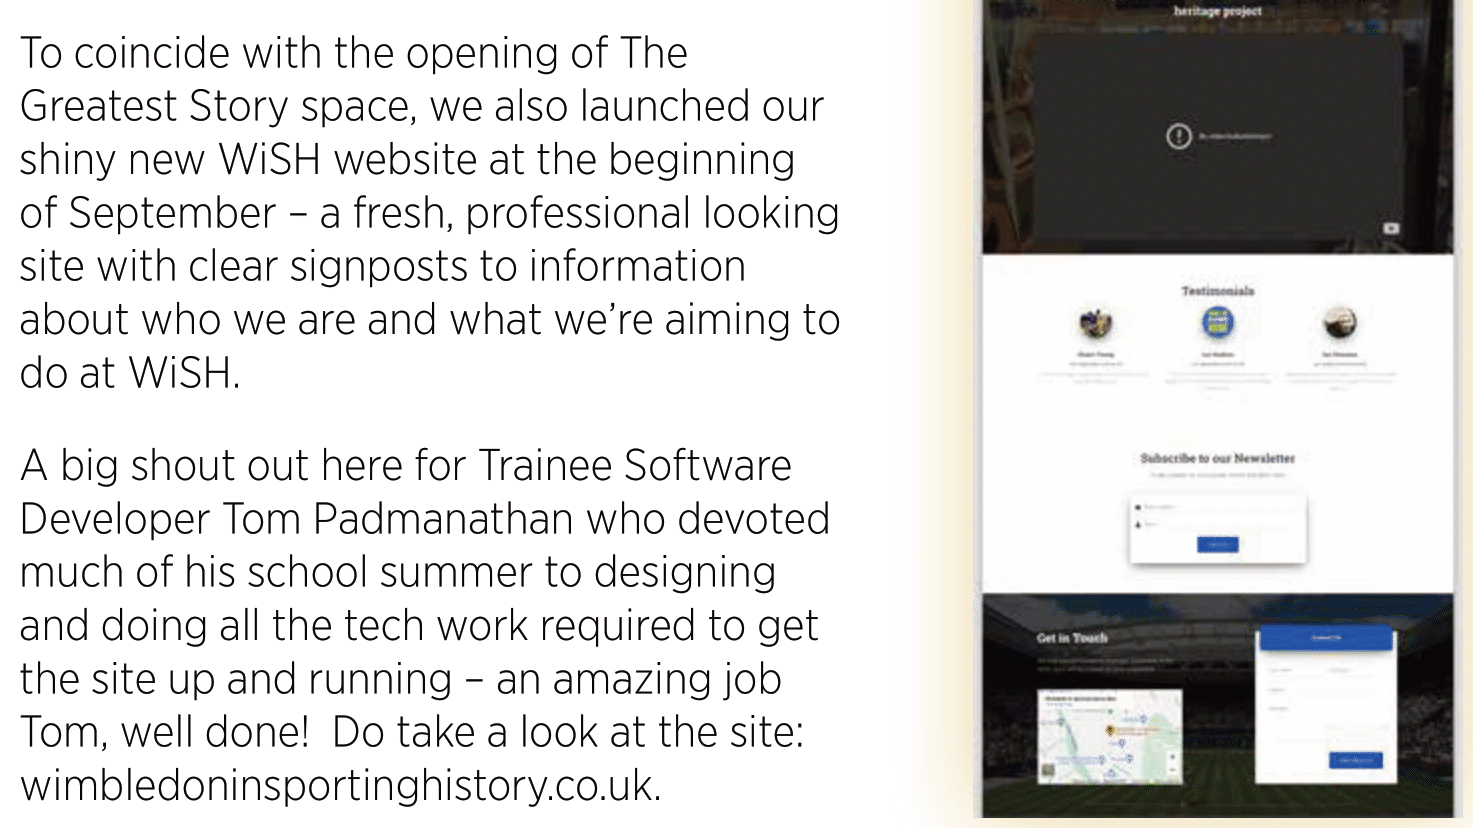 To coincide with the opening of The
Greatest Story space, we also launched our
shiny new WiSH website at the beginning
of September – a fresh, professional looking
site with clear signposts to information
about who we are and what we’re aiming to
do at WiSH.
A big shout out here for Trainee Software
Developer Tom Padmanathan who devoted
much of his school summer to designing
and doing all the tech work required to get
the site up and running – an amazing job
Tom, well done!  Do take a look at the site:
wimbledoninsportinghistory.co.uk.
heritage project
Testimonials
Subscribe to our Newsletter
Get in Touch